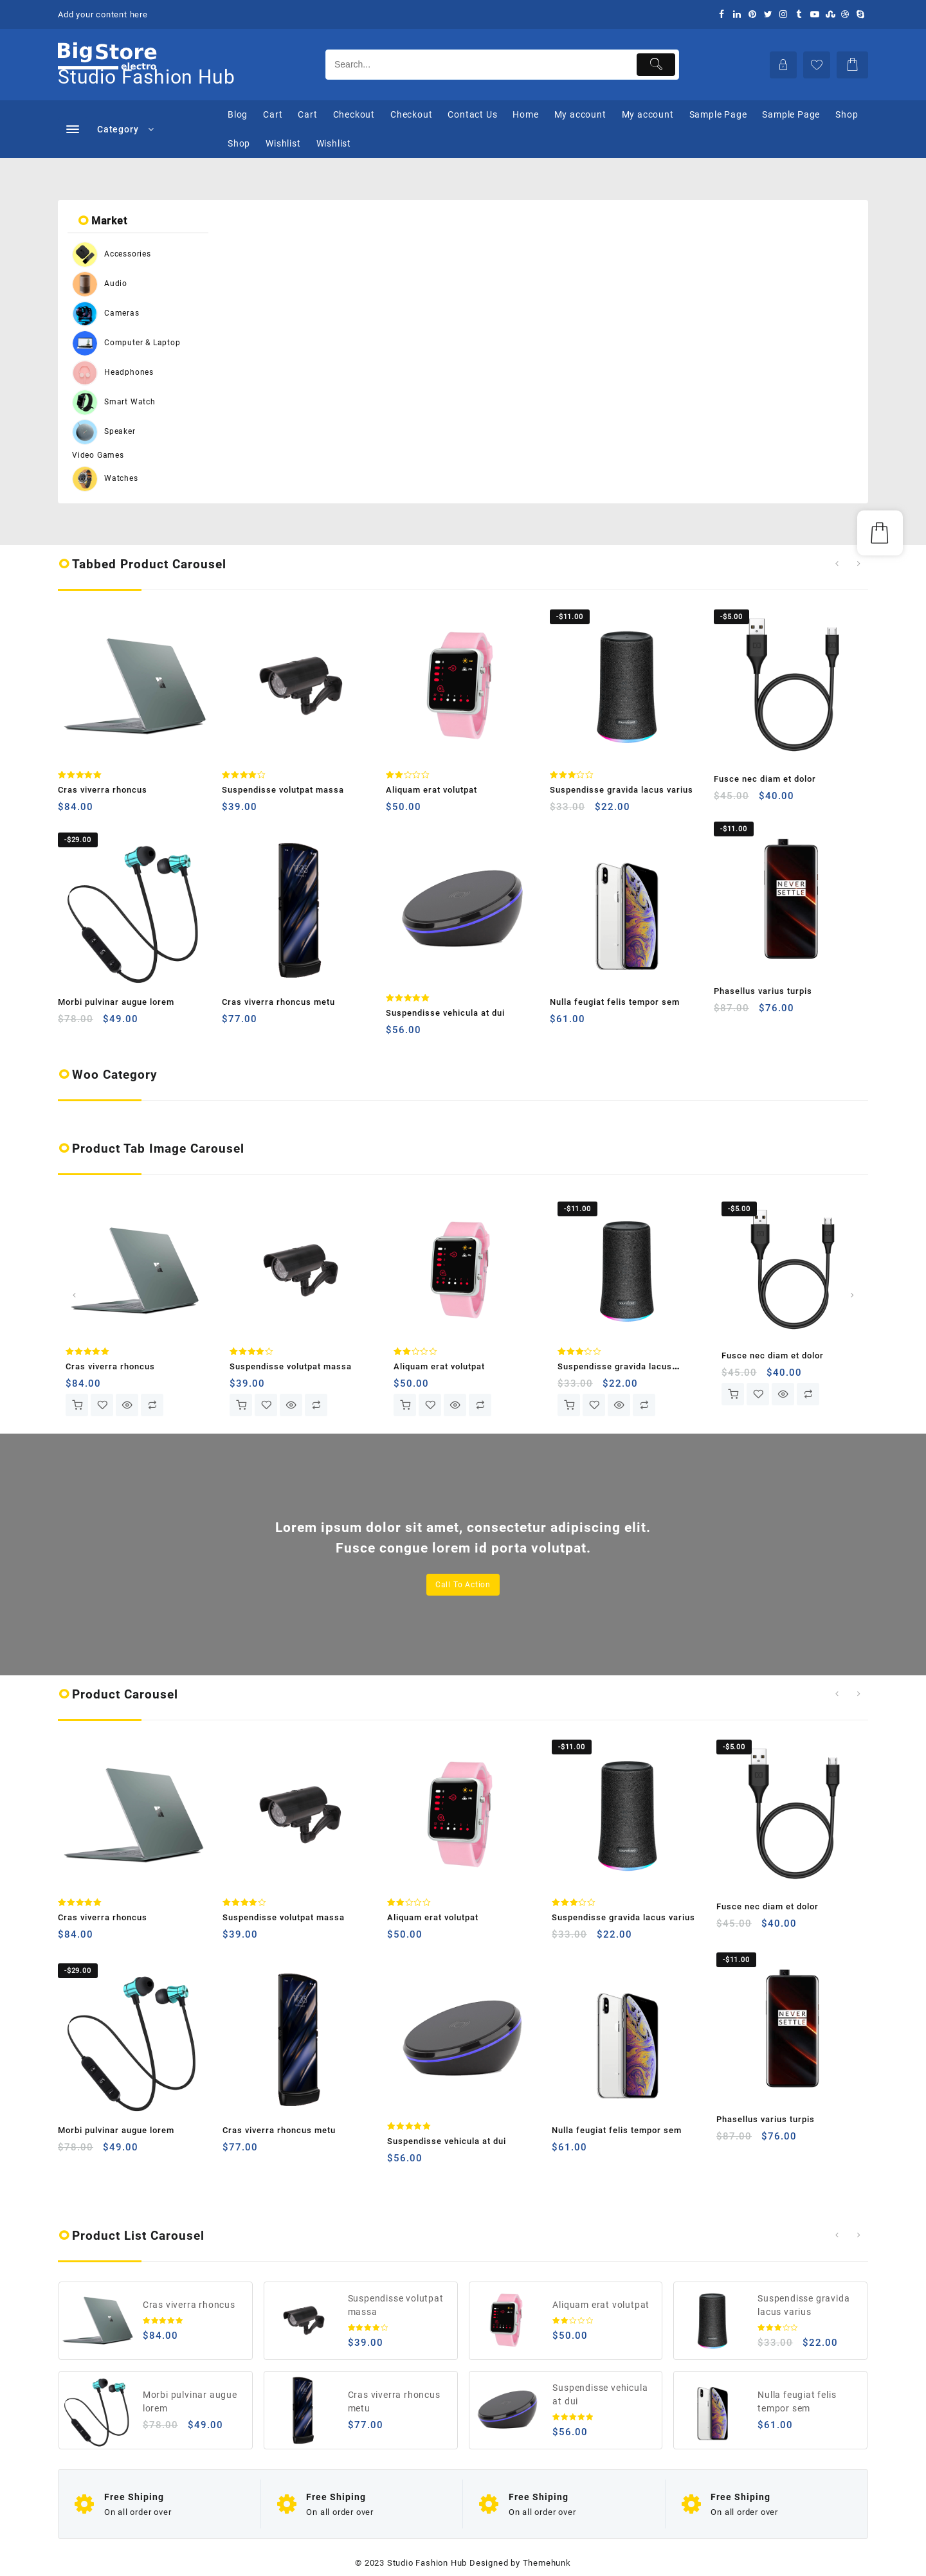 Add your content here
BigStore
electro
Studio Fashion Hub
Search...
Category
Blog Cart Cart Checkout Checkout Contact Us Home My account My account Sample Page Sample Page Shop
Shop Wishlist Wishlist
Market
Accessories
Audio
Cameras
Computer & Laptop
Headphones
Smart Watch
Speaker
Video Games
Watches
Tabbed Product Carousel
-$11.00
-$5.00
Cras viverra rhoncus
$84.00
Suspendisse volutpat massa
$39.00
Aliquam erat volutpat
$50.00
Suspendisse gravida lacus varius
$33.00 $22.00
Fusce nec diam et dolor
$45.00 $40.00
-$29.00
-$11.00
NEVER
SETTLE
Morbi pulvinar augue lorem
$78.00 $49.00
Cras viverra rhoncus metu
$77.00
Suspendisse vehicula at dui
$56.00
Nulla feugiat felis tempor sem
$61.00
Phasellus varius turpis
$87.00 $76.00
Woo Category
Product Tab Image Carousel
-$11.00
-$5.00
Cras viverra rhoncus
$84.00
Suspendisse volutpat massa
$39.00
Aliquam erat volutpat
$50.00
Suspendisse gravida lacus...
$33.00 $22.00
Fusce nec diam et dolor
$45.00 $40.00
Lorem ipsum dolor sit amet, consectetur adipiscing elit.
Fusce congue lorem id porta volutpat.
Call To Action
Product Carousel
-$11.00
-$5.00
Cras viverra rhoncus
$84.00
Suspendisse volutpat massa
$39.00
Aliquam erat volutpat
$50.00
Suspendisse gravida lacus varius
$33.00 $22.00
Fusce nec diam et dolor
$45.00 $40.00
-$29.00
-$11.00
NEVER
SETTLE
Morbi pulvinar augue lorem
$78.00 $49.00
Cras viverra rhoncus metu
$77.00
Suspendisse vehicula at dui
$56.00
Nulla feugiat felis tempor sem
$61.00
Phasellus varius turpis
$87.00 $76.00
Product List Carousel
Cras viverra rhoncus
$84.00
Suspendisse volutpat
massa
$39.00
Aliquam erat volutpat
$50.00
Suspendisse gravida
lacus varius
$33.00 $22.00
Morbi pulvinar augue
lorem
$78.00 $49.00
Cras viverra rhoncus
metu
$77.00
Suspendisse vehicula
at dui
$56.00
Nulla feugiat felis
tempor sem
$61.00
Free Shiping
On all order over
Free Shiping
On all order over
Free Shiping
On all order over
Free Shiping
On all order over
© 2023 Studio Fashion Hub Designed by Themehunk